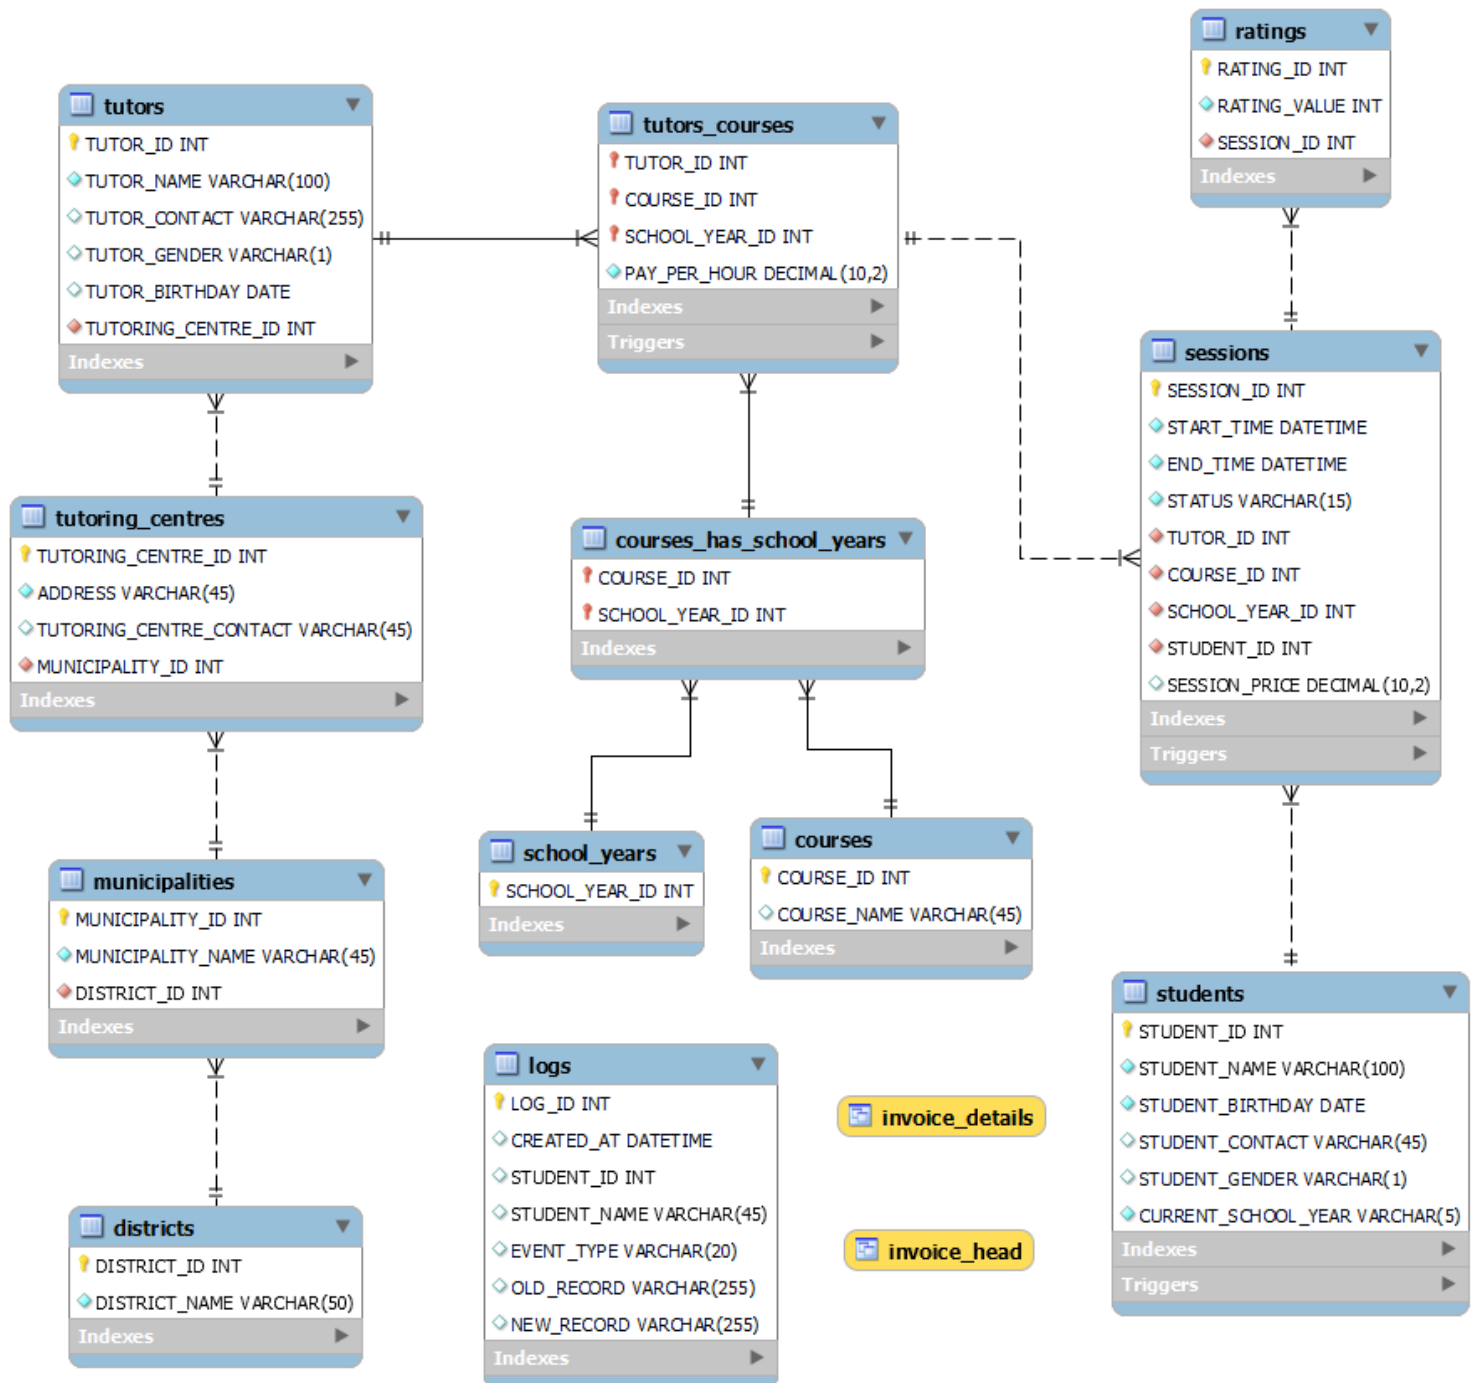 tutors
TUTOR_ID INT
TUTOR_NAME VARCHAR(100)
TUTOR_CONTACT VARCHAR(255)
TUTOR_GENDER VARCHAR(1)
TUTOR_BIRTHDAY DATE
TUTORING_CENTRE_ID INT
Indexes
tutors_courses
TUTOR_ID INT
COURSE_ID INT
SCHOOL_YEAR_ID INT
PAY_PER_HOUR DECIMAL(10,2)
Indexes
Triggers
ratings
RATING_ID INT
RATING_VALUE INT
SESSION_ID INT
Indexes
sessions
SESSION_ID INT
START_TIME DATETIME
END_TIME DATETIME
STATUS VARCHAR(15)
TUTOR_ID INT
COURSE_ID INT
SCHOOL_YEAR_ID INT
STUDENT_ID INT
SESSION_PRICE DECIMAL(10,2)
Indexes
Triggers
tutoring_centres
TUTORING_CENTRE_ID INT
ADDRESS VARCHAR(45)
TUTORING_CENTRE_CONTACT VARCHAR(45)
MUNICIPALITY_ID INT
Indexes
courses_has_school_years
COURSE_ID INT
SCHOOL_YEAR_ID INT
Indexes
school_years
SCHOOL_YEAR_ID INT
Indexes
courses
COURSE_ID INT
COURSE_NAME VARCHAR(45)
Indexes
municipalities
MUNICIPALITY_ID INT
MUNICIPALITY_NAME VARCHAR(45)
DISTRICT_ID INT
Indexes
students
STUDENT_ID INT
STUDENT_NAME VARCHAR(100)
STUDENT_BIRTHDAY DATE
STUDENT_CONTACT VARCHAR(45)
STUDENT_GENDER VARCHAR(1)
CURRENT_SCHOOL_YEAR VARCHAR(5)
Indexes
Triggers
logs
LOG_ID INT
CREATED_AT DATETIME
STUDENT_ID INT
STUDENT_NAME VARCHAR(45)
EVENT_TYPE VARCHAR(20)
OLD_RECORD VARCHAR(255)
NEW_RECORD VARCHAR(255)
Indexes
invoice_details
invoice_head
districts
DISTRICT_ID INT
DISTRICT_NAME VARCHAR(50)
Indexes